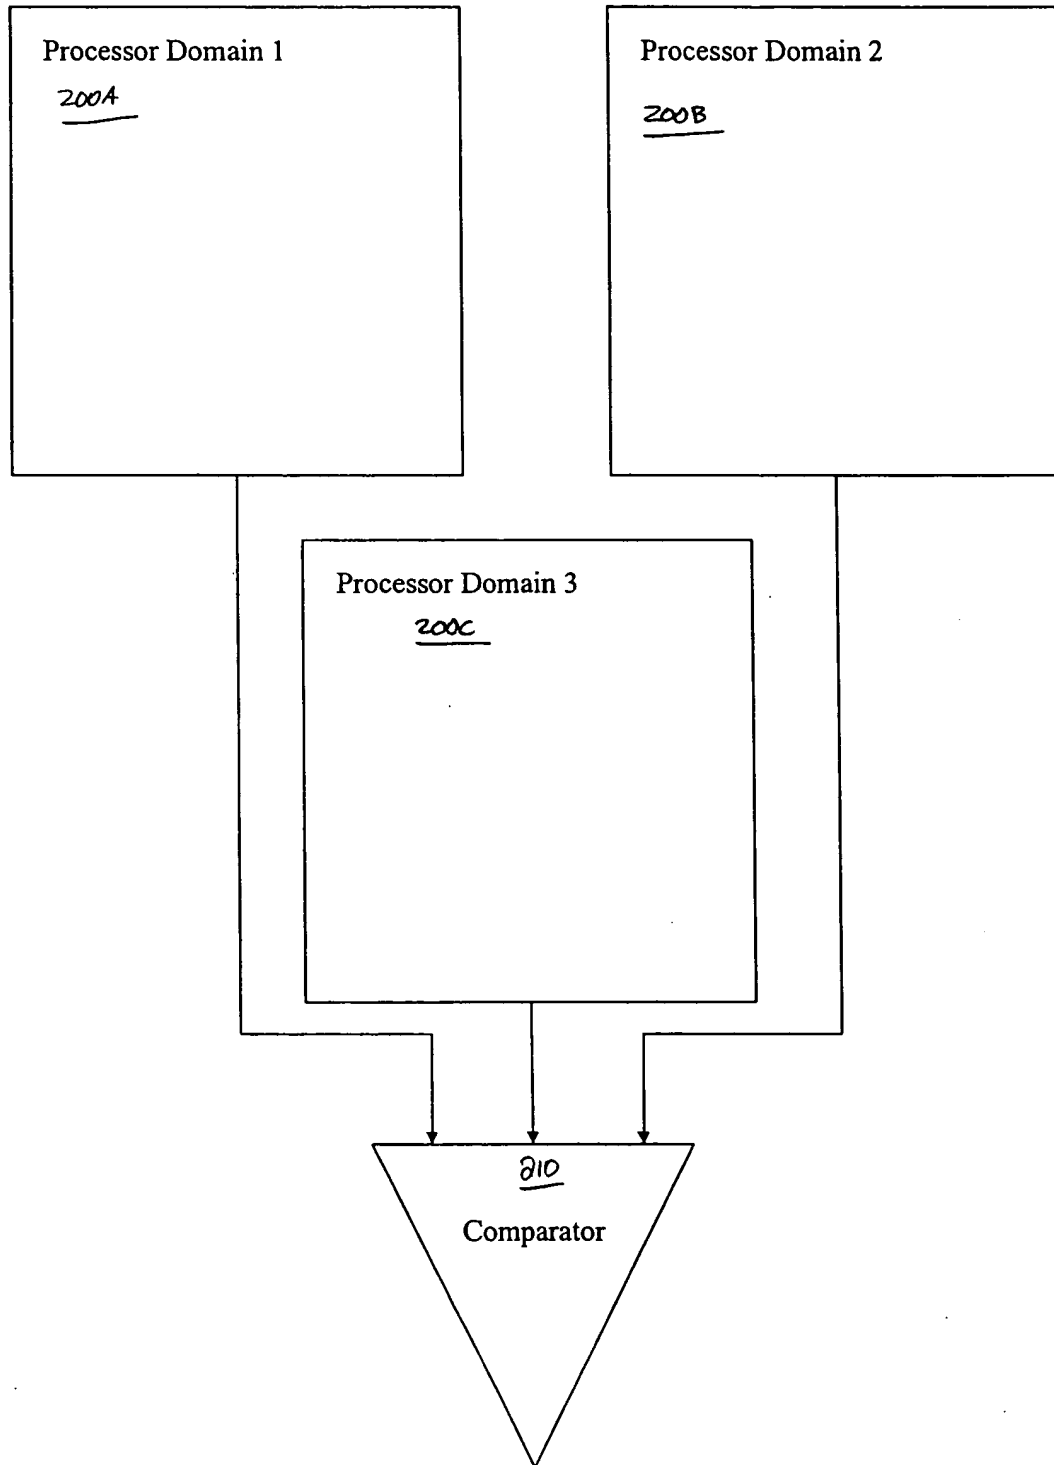 Processor Domain 1
200A
Processor Domain 2
200B
Processor Domain 3
200C
210
Comparator